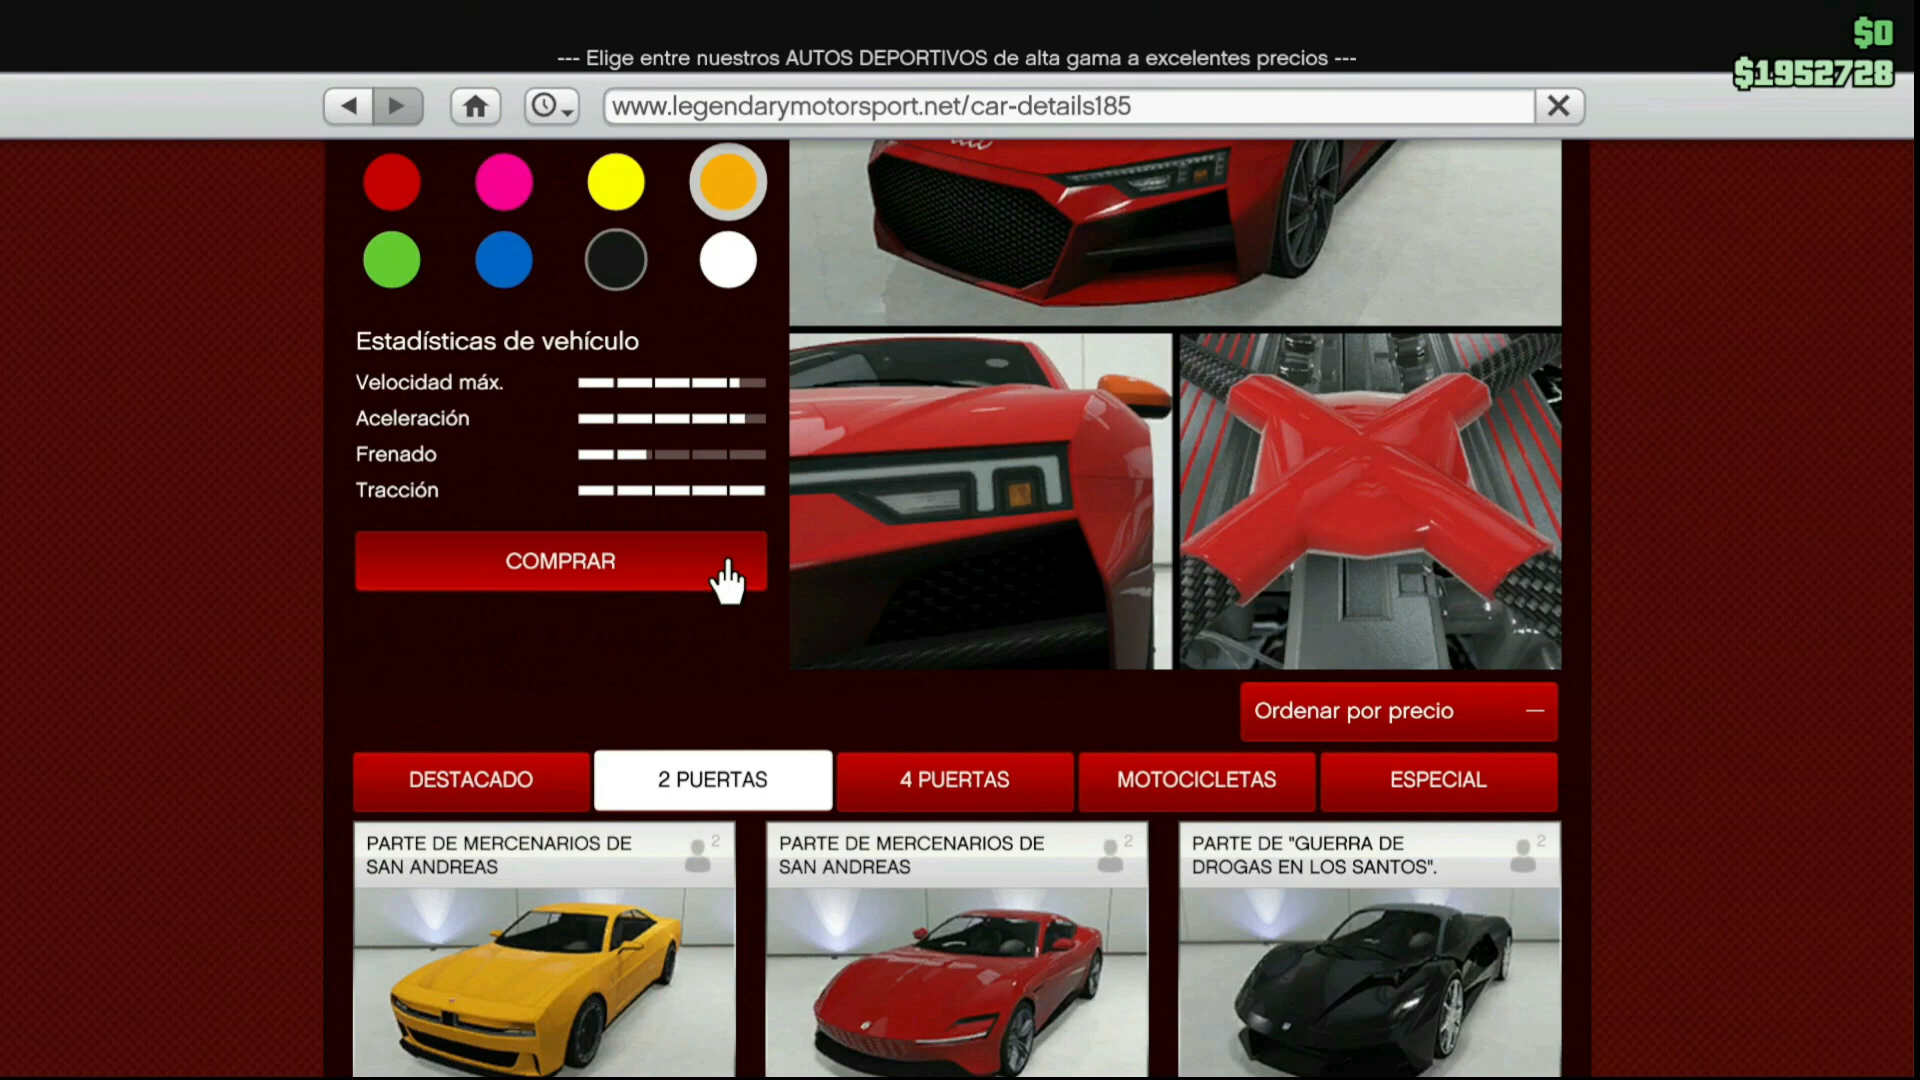 $0
--- Elige entre nuestros AUTOS DEPORTIVOS de alta gama a excelentes precios ---
$1952728
www.legendarymotorsport.net/car-details185
Estadísticas de vehículo
Velocidad máx.
Aceleración
Frenado
Tracción
COMPRAR
Ordenar por precio
DESTACADO
2 PUERTAS
4 PUERTAS
MOTOCICLETAS
ESPECIAL
PARTE DE MERCENARIOS DE
SAN ANDREAS
2
PARTE DE MERCENARIOS DE
SAN ANDREAS
2
PARTE DE "GUERRA DE
DROGAS EN LOS SANTOS".
2